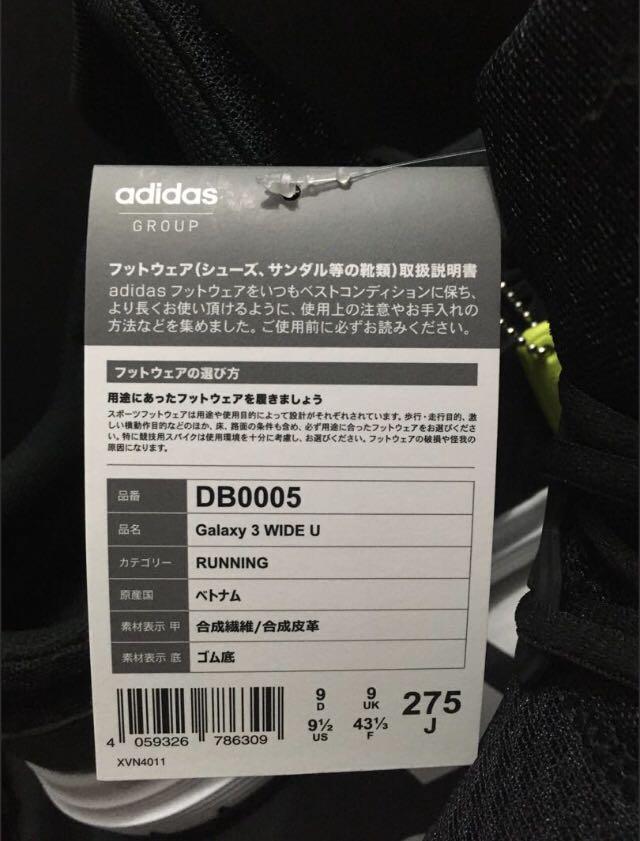 adidas
GROUP
フットウェア(シューズ、サンダル等の靴類)取扱説明書
adidas フットウェアをいつもベストコンディションに保ち、
より長くお使い頂けるように、使用上の注意やお手入れの
方法などを集めました。ご使用前に必ずお読みください。
フットウェアの選び方
用途にあったフットウェアを履きましょう
スポーツフットウェアは用途や使用目的によって設計がそれぞれされています。歩行・走行目的、激
しい横動作目的などのほか、床、路面の条件も含め、必ず用途に合ったフットウェアをお選びくださ
い。特に競技用スパイクは使用環境を十分に考慮し、お選びください。フットウェアの破損や怪我の
原因になります。
品番 DB0005
品名 Galaxy 3 WIDE U
カテゴリー RUNNING
原産国 ベトナム
素材表示 甲 合成繊維/合成皮革
素材表示 底 ゴム底
9 9 275
D UK J
9½ 43⅓
US F
4 059326 786309
XVN4011